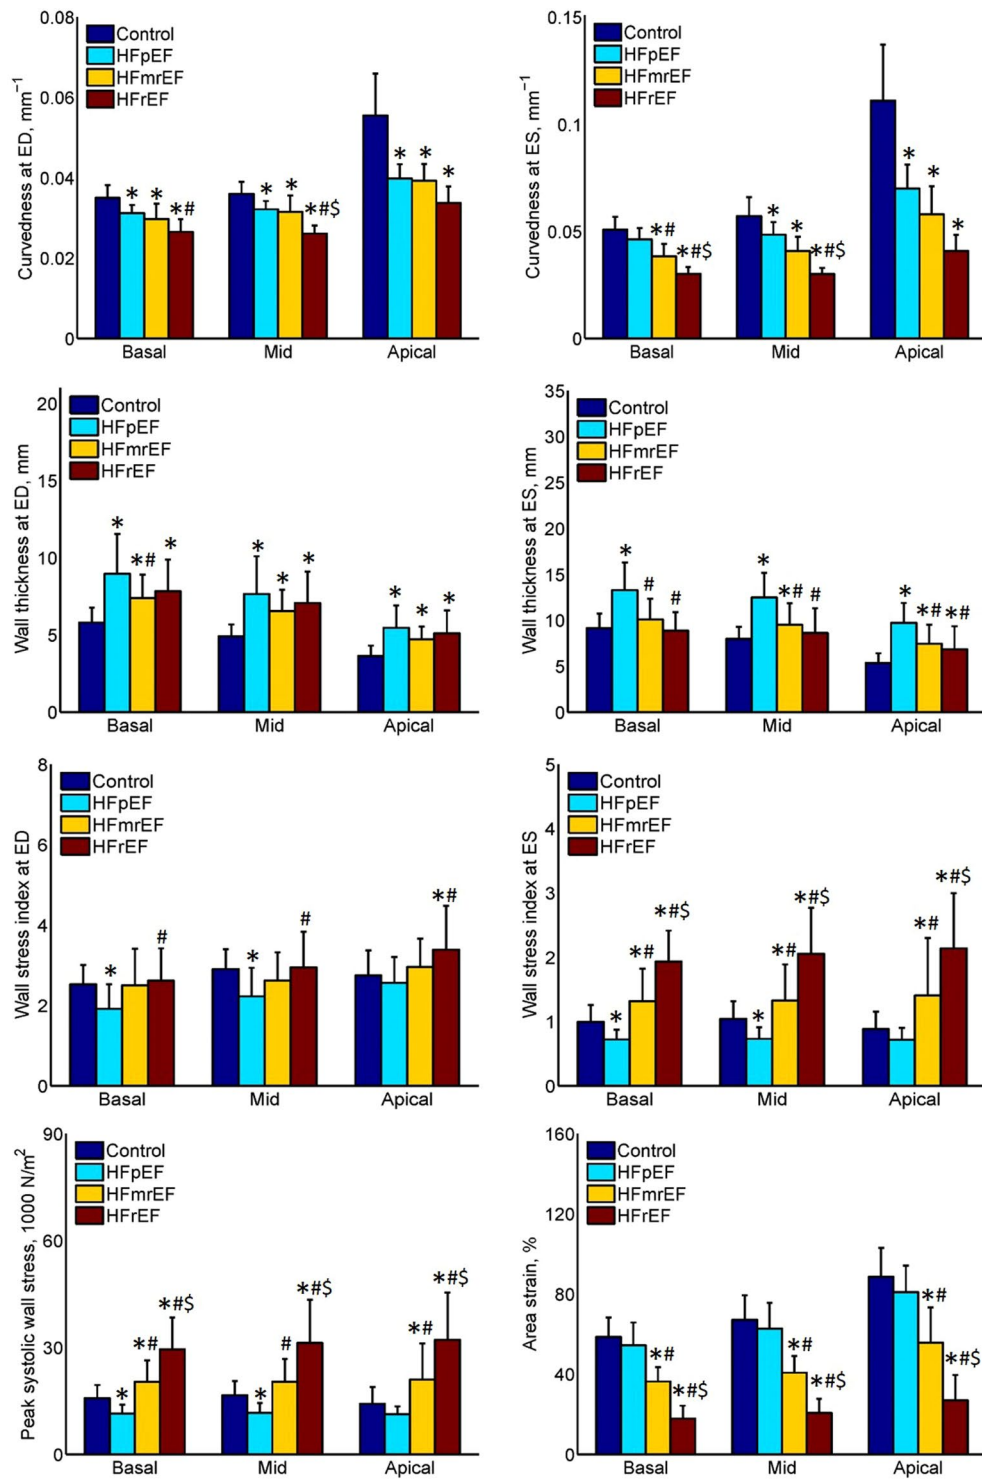 Curvedness at ED, mm⁻¹
0.08
0.06
0.04
0.02
0
Control
HFpEF
HFmrEF
HFrEF
* * *#
* * *#$
* * *
Basal Mid Apical
Curvedness at ES, mm⁻¹
0.15
0.1
0.05
0
Control
HFpEF
HFmrEF
HFrEF
*# *#$
* * *#$
* * *
Basal Mid Apical
Wall thickness at ED, mm
20
15
10
5
0
Control
HFpEF
HFmrEF
HFrEF
* *# *
* * *
* * *
Basal Mid Apical
Wall thickness at ES, mm
35
30
25
20
15
10
5
0
Control
HFpEF
HFmrEF
HFrEF
* # #
* *# #
* *# *#
Basal Mid Apical
Wall stress index at ED
8
6
4
2
0
Control
HFpEF
HFmrEF
HFrEF
* #
* #
*#
Basal Mid Apical
Wall stress index at ES
5
4
3
2
1
0
Control
HFpEF
HFmrEF
HFrEF
* *# *#$
* *# *#$
*# *#$
Basal Mid Apical
Peak systolic wall stress, 1000 N/m²
90
60
30
0
Control
HFpEF
HFmrEF
HFrEF
* *# *#$
* # *#$
*# *#$
Basal Mid Apical
Area strain, %
160
120
80
40
0
Control
HFpEF
HFmrEF
HFrEF
*# *#$
*# *#$
*# *#$
Basal Mid Apical